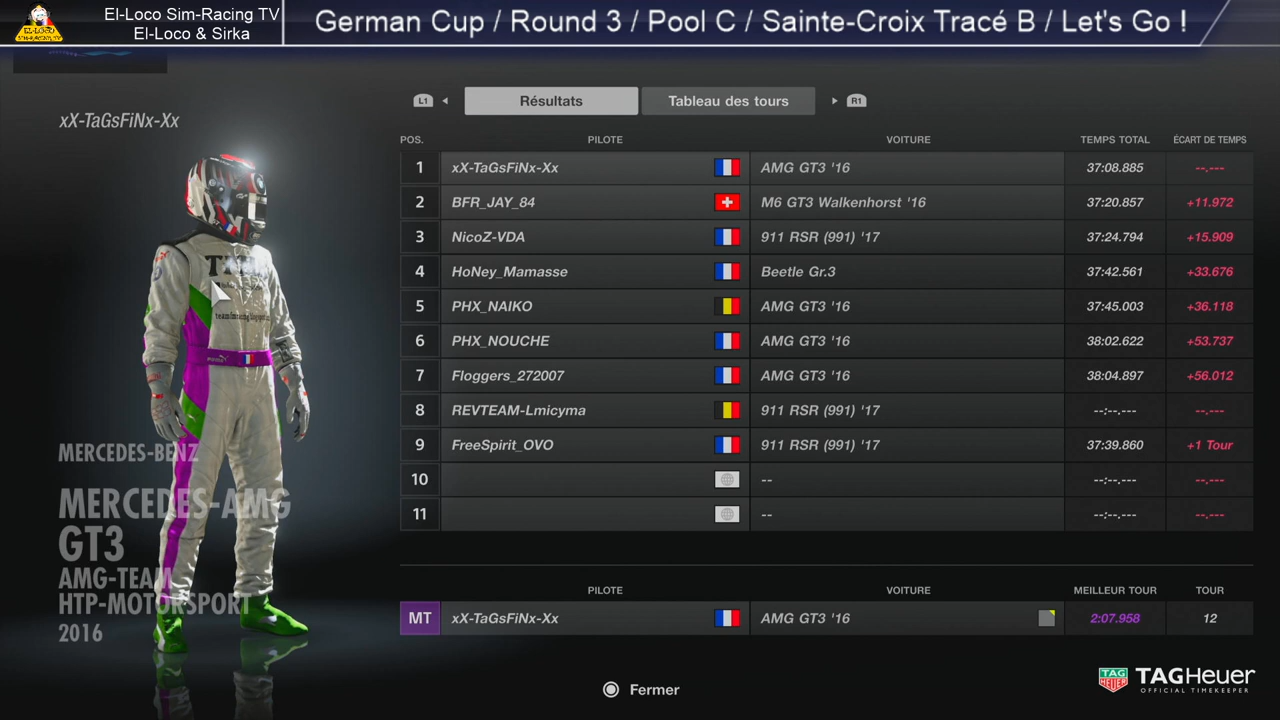 El-Loco Sim-Racing TV
El-Loco & Sirka
German Cup / Round 3 / Pool C / Sainte-Croix Tracé B / Let's Go !
xX-TaGsFiNx-Xx
L1 Résultats Tableau des tours R1
POS. PILOTE VOITURE TEMPS TOTAL ÉCART DE TEMPS
1 xX-TaGsFiNx-Xx AMG GT3 '16 37:08.885 --,---
2 BFR_JAY_84 M6 GT3 Walkenhorst '16 37:20.857 +11.972
3 NicoZ-VDA 911 RSR (991) '17 37:24.794 +15.909
4 HoNey_Mamasse Beetle Gr.3 37:42.561 +33.676
5 PHX_NAIKO AMG GT3 '16 37:45.003 +36.118
6 PHX_NOUCHE AMG GT3 '16 38:02.622 +53.737
7 Floggers_272007 AMG GT3 '16 38:04.897 +56.012
8 REVTEAM-Lmicyma 911 RSR (991) '17 --:--.--- --,---
9 FreeSpirit_OVO 911 RSR (991) '17 37:39.860 +1 Tour
10 -- --:--.--- --,---
11 -- --:--.--- --,---
PILOTE VOITURE MEILLEUR TOUR TOUR
MT xX-TaGsFiNx-Xx AMG GT3 '16 2:07.958 12
MERCEDES-BENZ
MERCEDES-AMG
GT3
AMG-TEAM
HTP-MOTORSPORT
2016
Fermer
TAG HEUER
TAGHeuer
OFFICIAL TIMEKEEPER